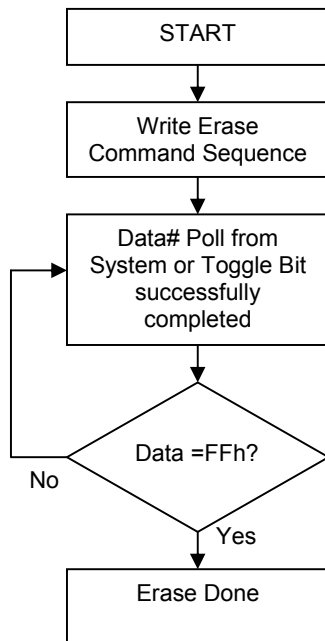 START
Write Erase
Command Sequence
Data# Poll from
System or Toggle Bit
successfully
completed
Data =FFh?
No
Yes
Erase Done